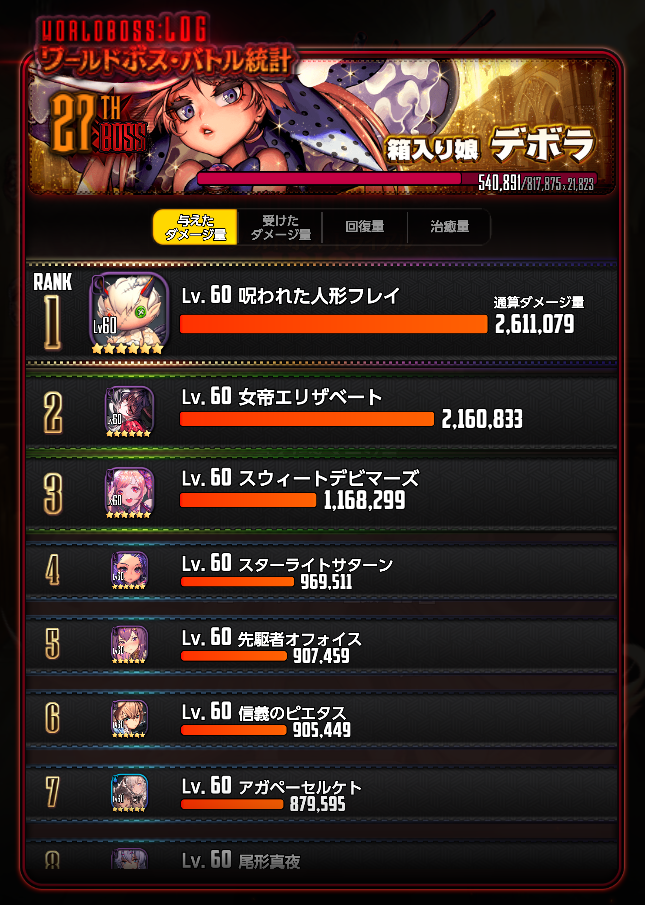 WORLDBOSS:LOG
ワールドボス・バトル統計
27TH
BOSS
箱入り娘 デボラ
540,891/817,875 x 21,823
与えた
ダメージ量
受けた
ダメージ量
回復量
治癒量
RANK
1
Lv.60
Lv. 60 呪われた人形フレイ
通算ダメージ量
2,611,079
2
Lv.60
Lv. 60 女帝エリザベート
2,160,833
3
Lv.60
Lv. 60 スウィートデビマーズ
1,168,299
4
Lv. 60 スターライトサターン
969,511
5
Lv. 60 先駆者オフォイス
907,459
6
Lv. 60 信義のピエタス
905,449
7
Lv. 60 アガペーセルケト
879,595
8
Lv. 60 尾形真夜